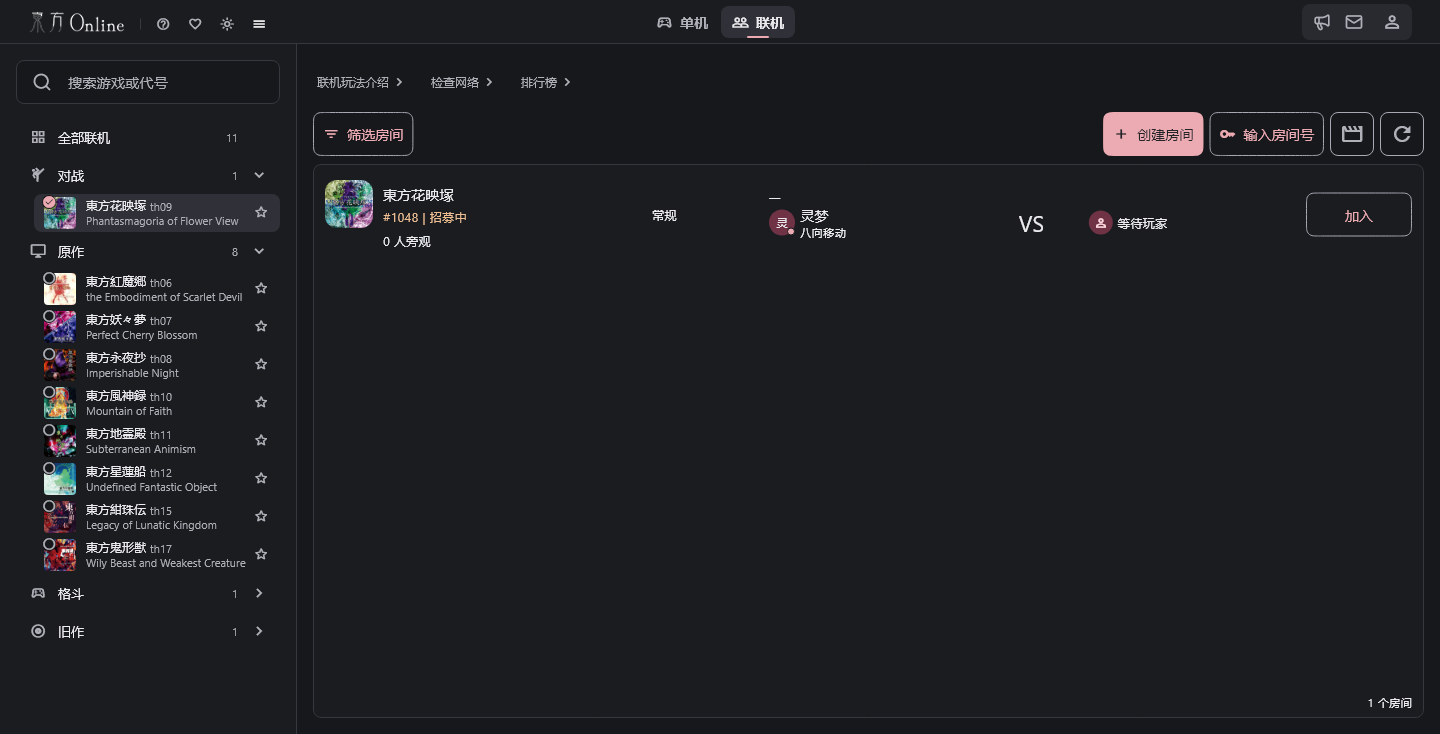 東方 Online
单机
联机
搜索游戏或代号
全部联机 11
对战 1
東方花映塚 th09
Phantasmagoria of Flower View
原作 8
東方紅魔郷 th06
the Embodiment of Scarlet Devil
東方妖々夢 th07
Perfect Cherry Blossom
東方永夜抄 th08
Imperishable Night
東方風神録 th10
Mountain of Faith
東方地霊殿 th11
Subterranean Animism
東方星蓮船 th12
Undefined Fantastic Object
東方紺珠伝 th15
Legacy of Lunatic Kingdom
東方鬼形獣 th17
Wily Beast and Weakest Creature
格斗 1
旧作 1
联机玩法介绍
检查网络
排行榜
筛选房间
创建房间
输入房间号
東方花映塚
#1048 | 招募中
0 人旁观
常规
—
灵
灵梦
八向移动
VS
等待玩家
加入
1 个房间